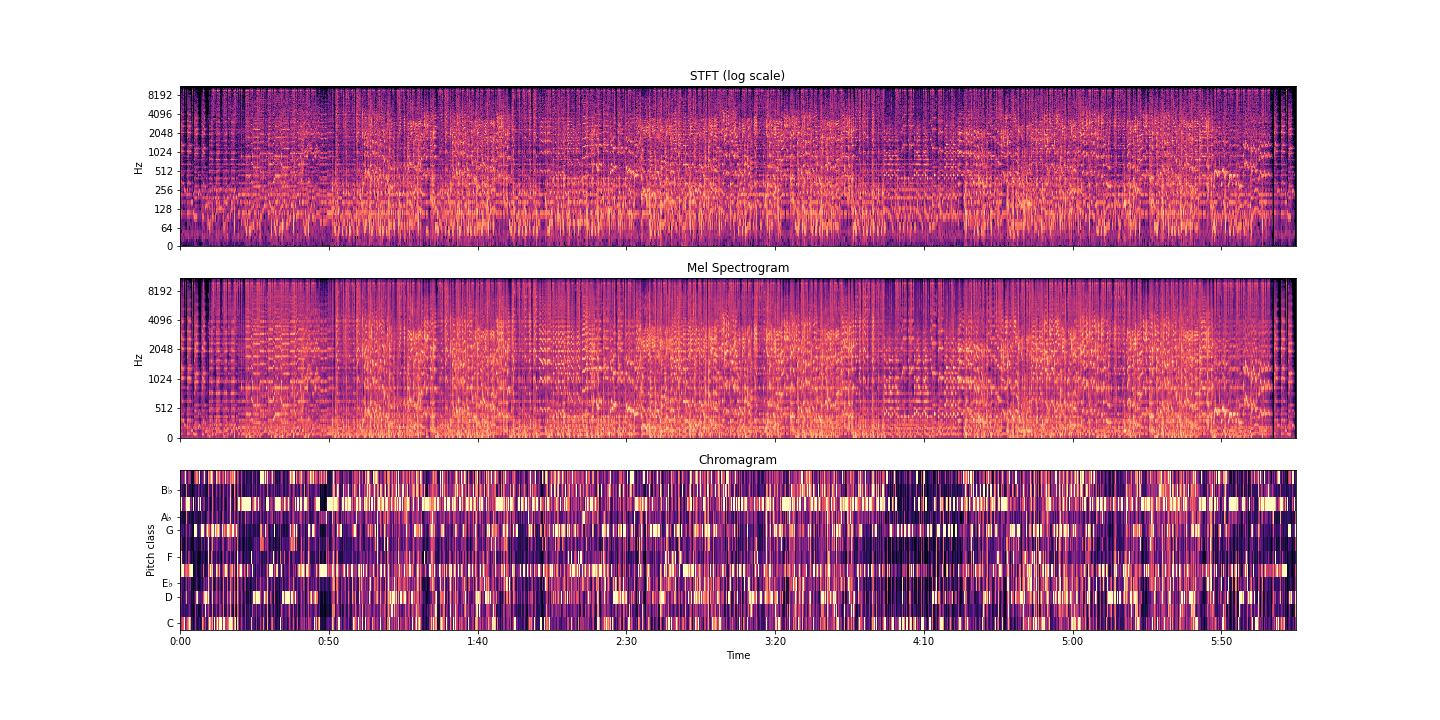 STFT (log scale)
8192
4096
2048
1024
512
256
128
64
0
Hz
Mel Spectrogram
8192
4096
2048
1024
512
0
Hz
Chromagram
B♭
A♭
G
F
E♭
D
C
Pitch class
0:00 0:50 1:40 2:30 3:20 4:10 5:00 5:50
Time